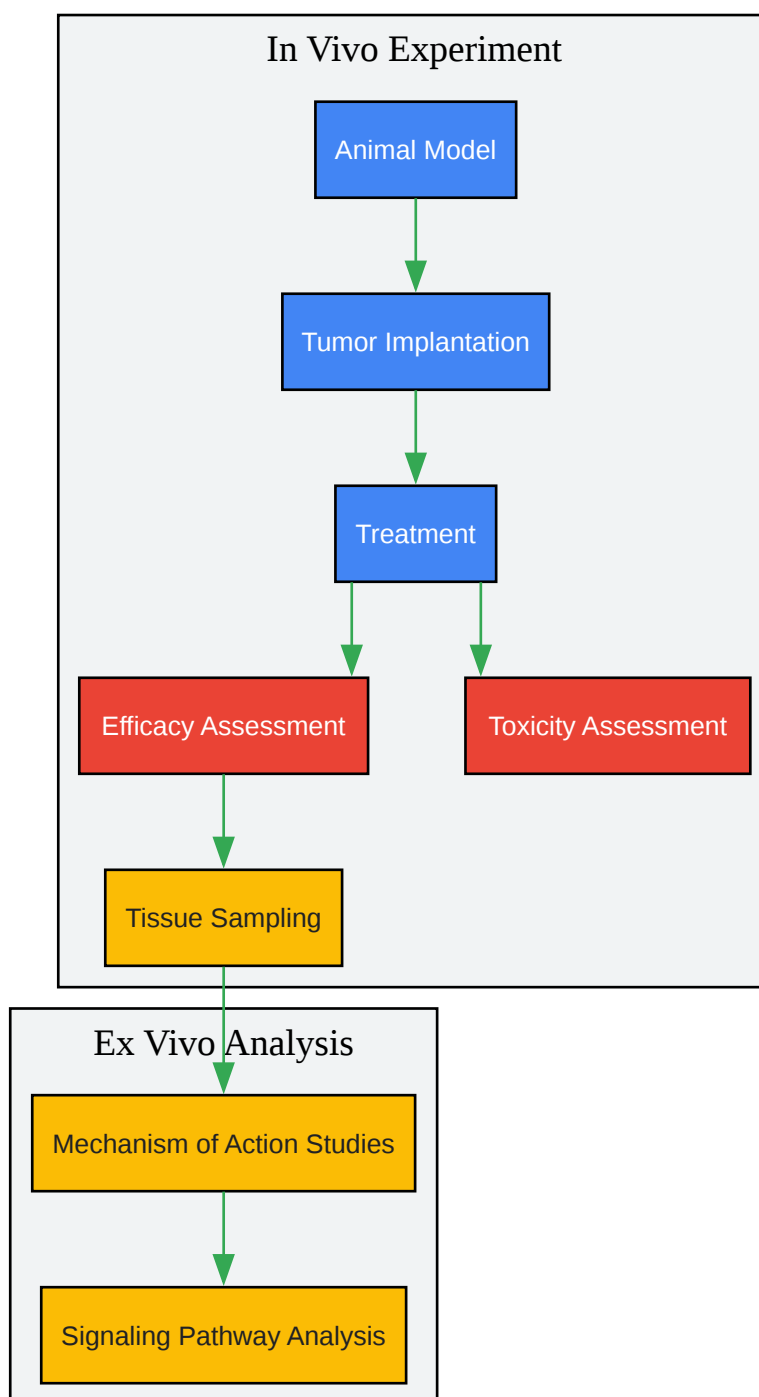 In Vivo Experiment
Animal Model
Tumor Implantation
Treatment
Efficacy Assessment
Toxicity Assessment
Tissue Sampling
Ex Vivo Analysis
Mechanism of Action Studies
Signaling Pathway Analysis